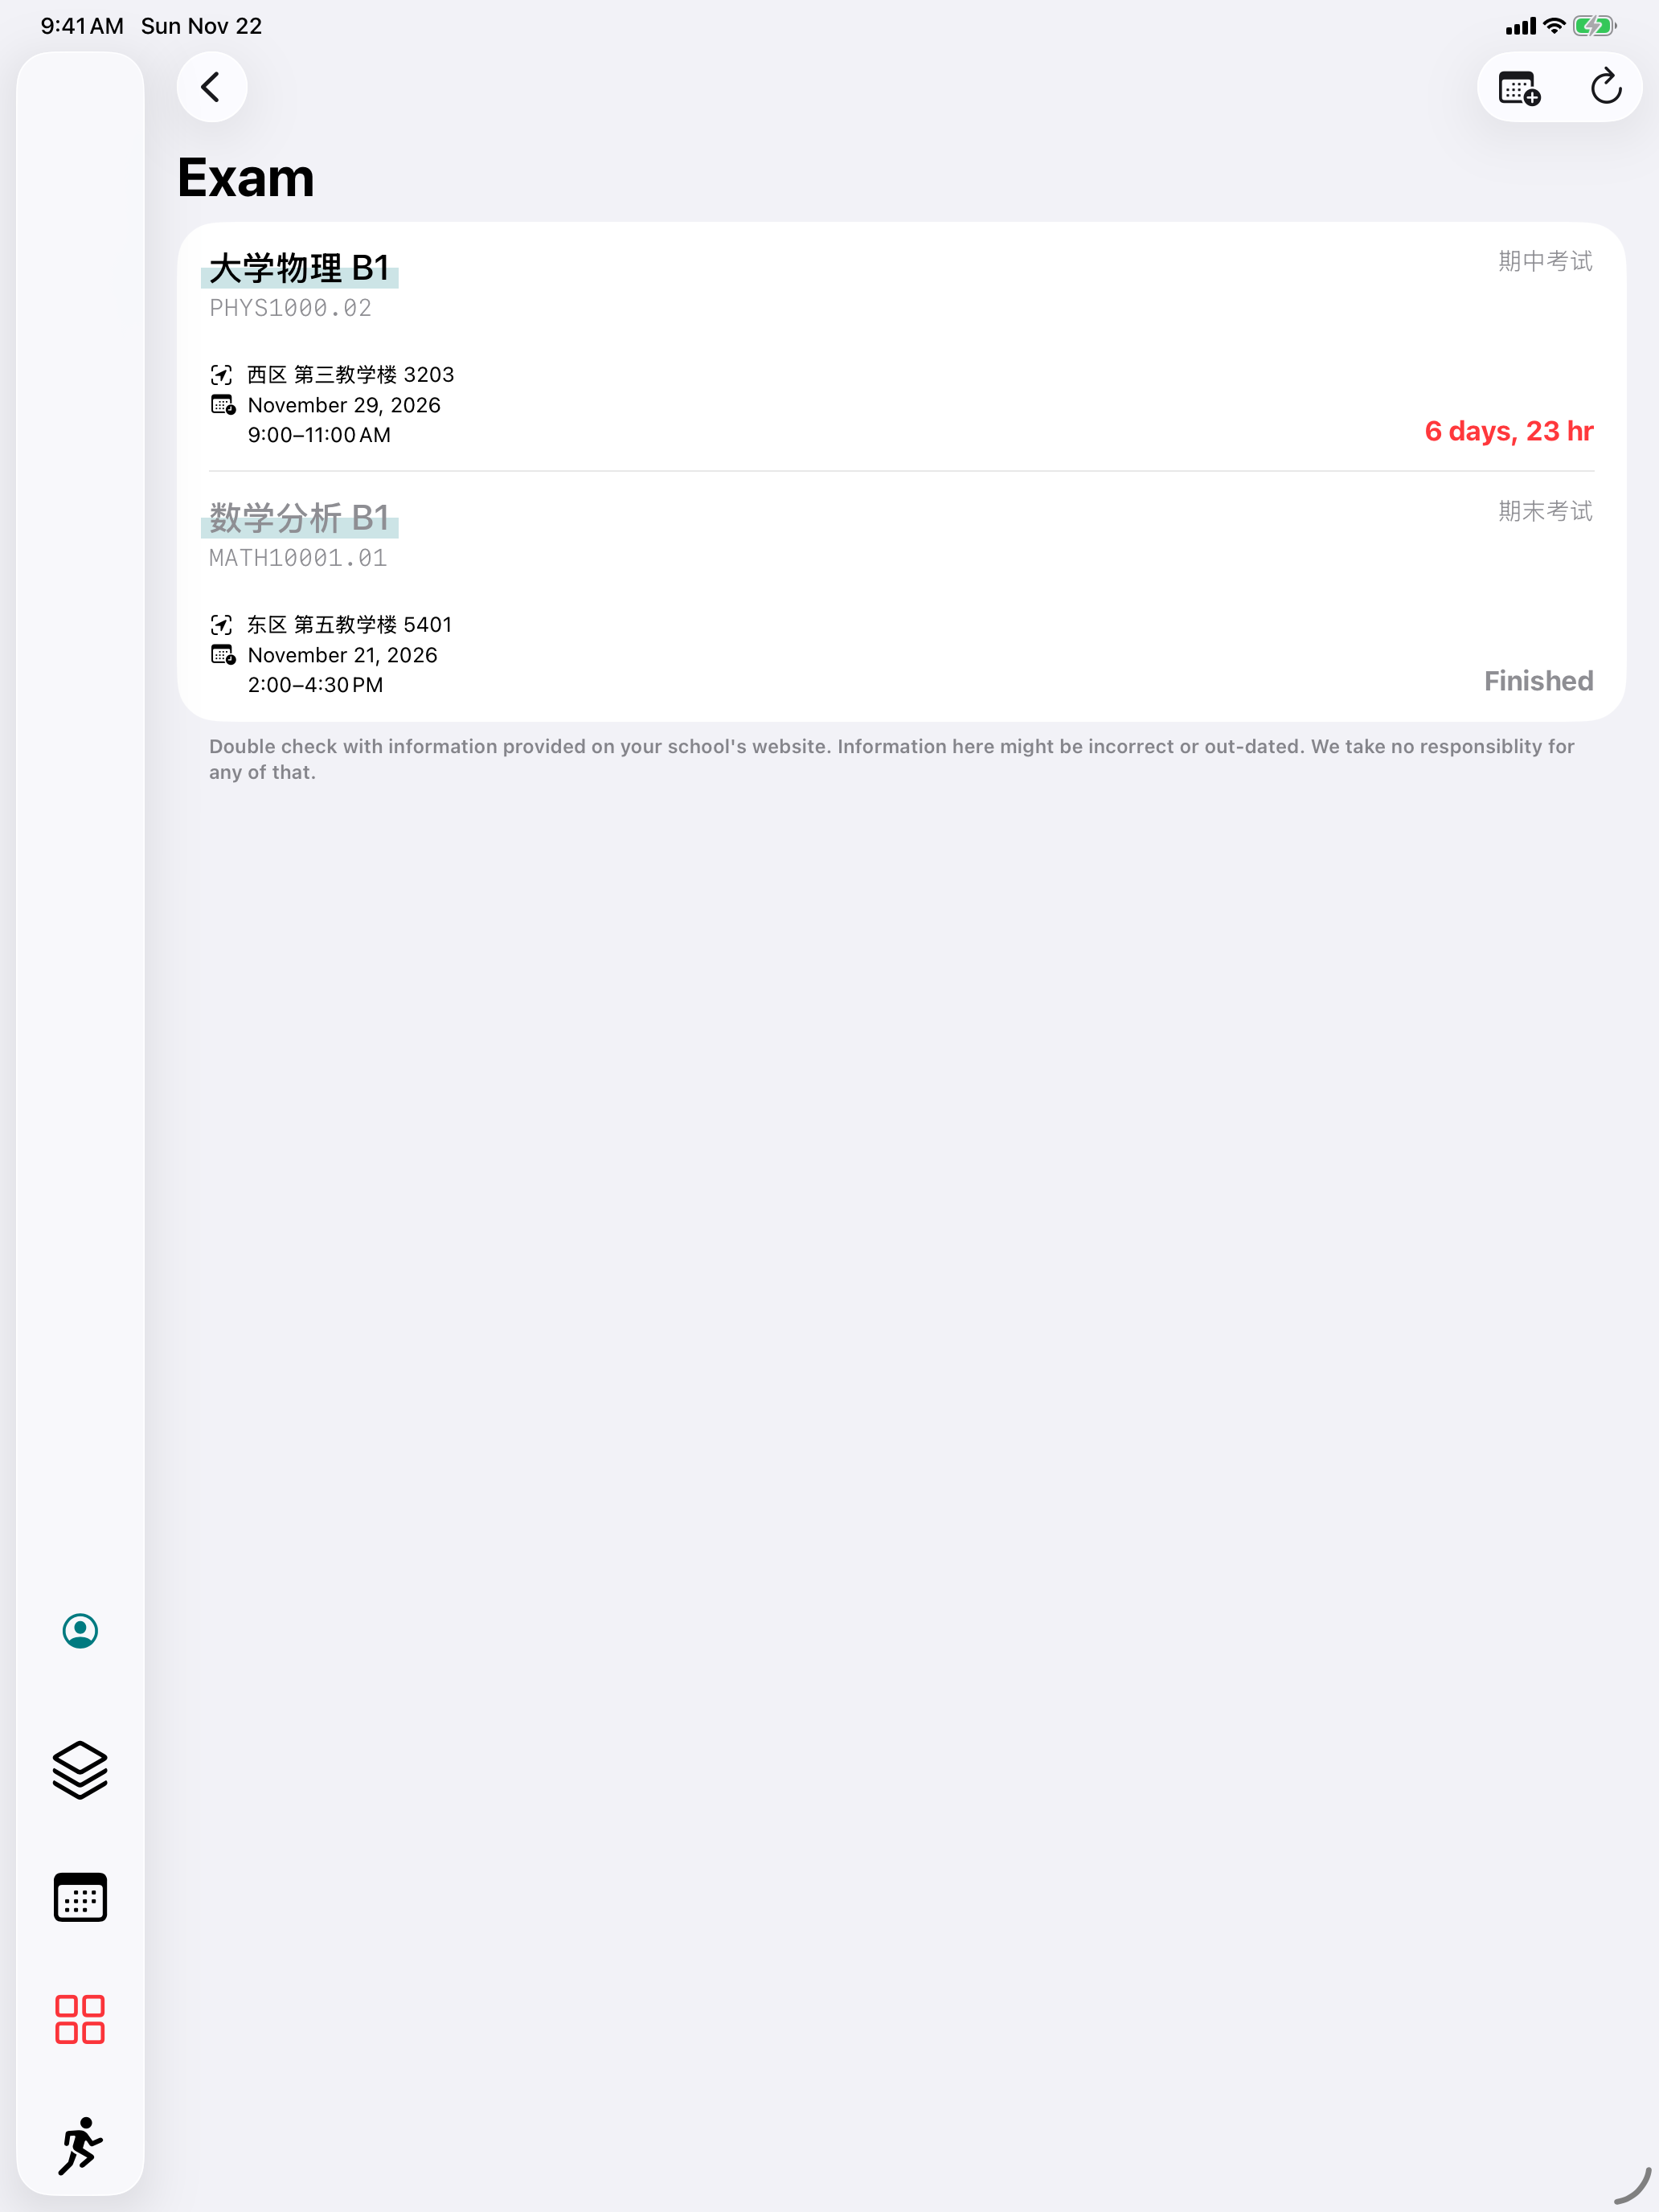 9:41 AM Sun Nov 22
Exam
大学物理 B1
期中考试
PHYS1000.02
西区 第三教学楼 3203
November 29, 2026
9:00–11:00 AM
6 days, 23 hr
数学分析 B1
期末考试
MATH10001.01
东区 第五教学楼 5401
November 21, 2026
2:00–4:30 PM
Finished
Double check with information provided on your school's website. Information here might be incorrect or out-dated. We take no responsiblity for
any of that.